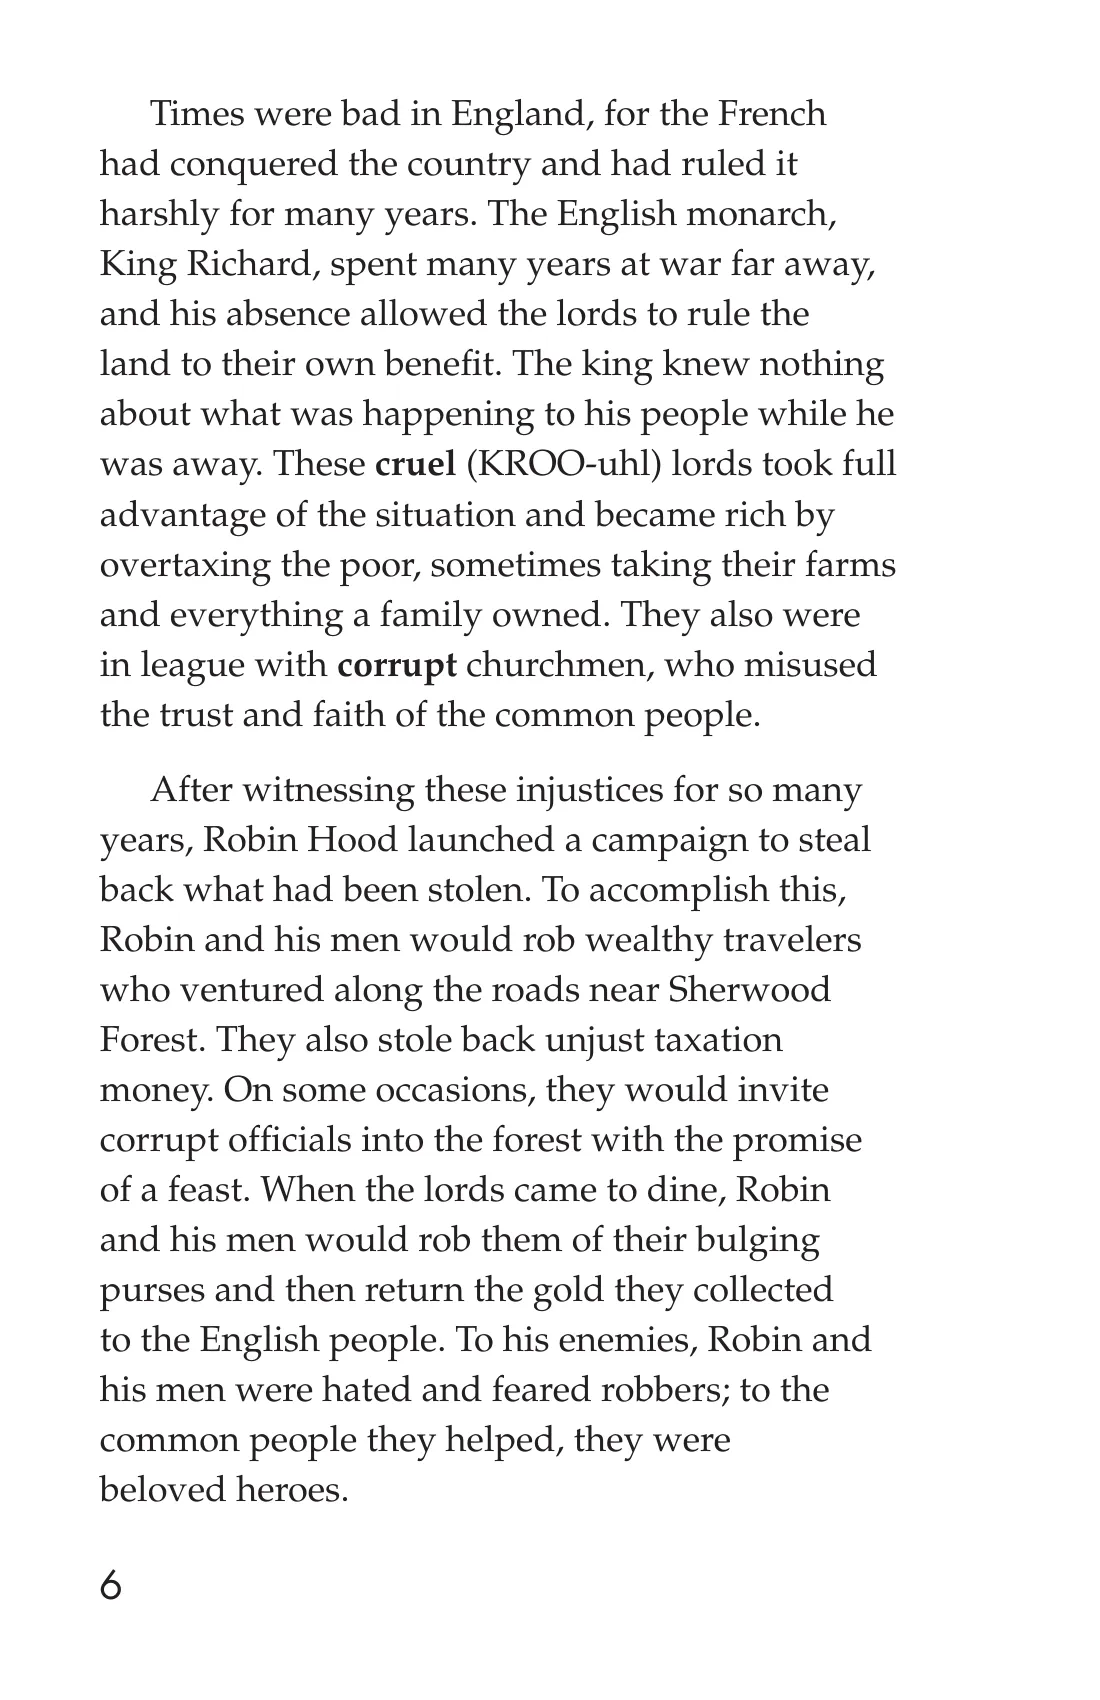 Times were bad in England, for the French
had conquered the country and had ruled it
harshly for many years. The English monarch,
King Richard, spent many years at war far away,
and his absence allowed the lords to rule the
land to their own benefit. The king knew nothing
about what was happening to his people while he
was away. These cruel (KROO-uhl) lords took full
advantage of the situation and became rich by
overtaxing the poor, sometimes taking their farms
and everything a family owned. They also were
in league with corrupt churchmen, who misused
the trust and faith of the common people.
After witnessing these injustices for so many
years, Robin Hood launched a campaign to steal
back what had been stolen. To accomplish this,
Robin and his men would rob wealthy travelers
who ventured along the roads near Sherwood
Forest. They also stole back unjust taxation
money. On some occasions, they would invite
corrupt officials into the forest with the promise
of a feast. When the lords came to dine, Robin
and his men would rob them of their bulging
purses and then return the gold they collected
to the English people. To his enemies, Robin and
his men were hated and feared robbers; to the
common people they helped, they were
beloved heroes.
6